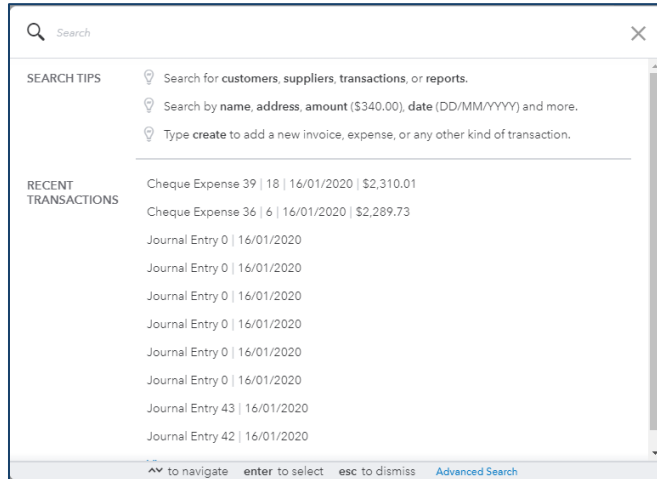 Search
SEARCH TIPS
Search for customers, suppliers, transactions, or reports.
Search by name, address, amount ($340.00), date (DD/MM/YYYY) and more.
Type create to add a new invoice, expense, or any other kind of transaction.
RECENT
TRANSACTIONS
Cheque Expense 39 | 18 | 16/01/2020 | $2,310.01
Cheque Expense 36 | 6 | 16/01/2020 | $2,289.73
Journal Entry 0 | 16/01/2020
Journal Entry 0 | 16/01/2020
Journal Entry 0 | 16/01/2020
Journal Entry 0 | 16/01/2020
Journal Entry 0 | 16/01/2020
Journal Entry 0 | 16/01/2020
Journal Entry 43 | 16/01/2020
Journal Entry 42 | 16/01/2020
to navigate enter to select esc to dismiss Advanced Search